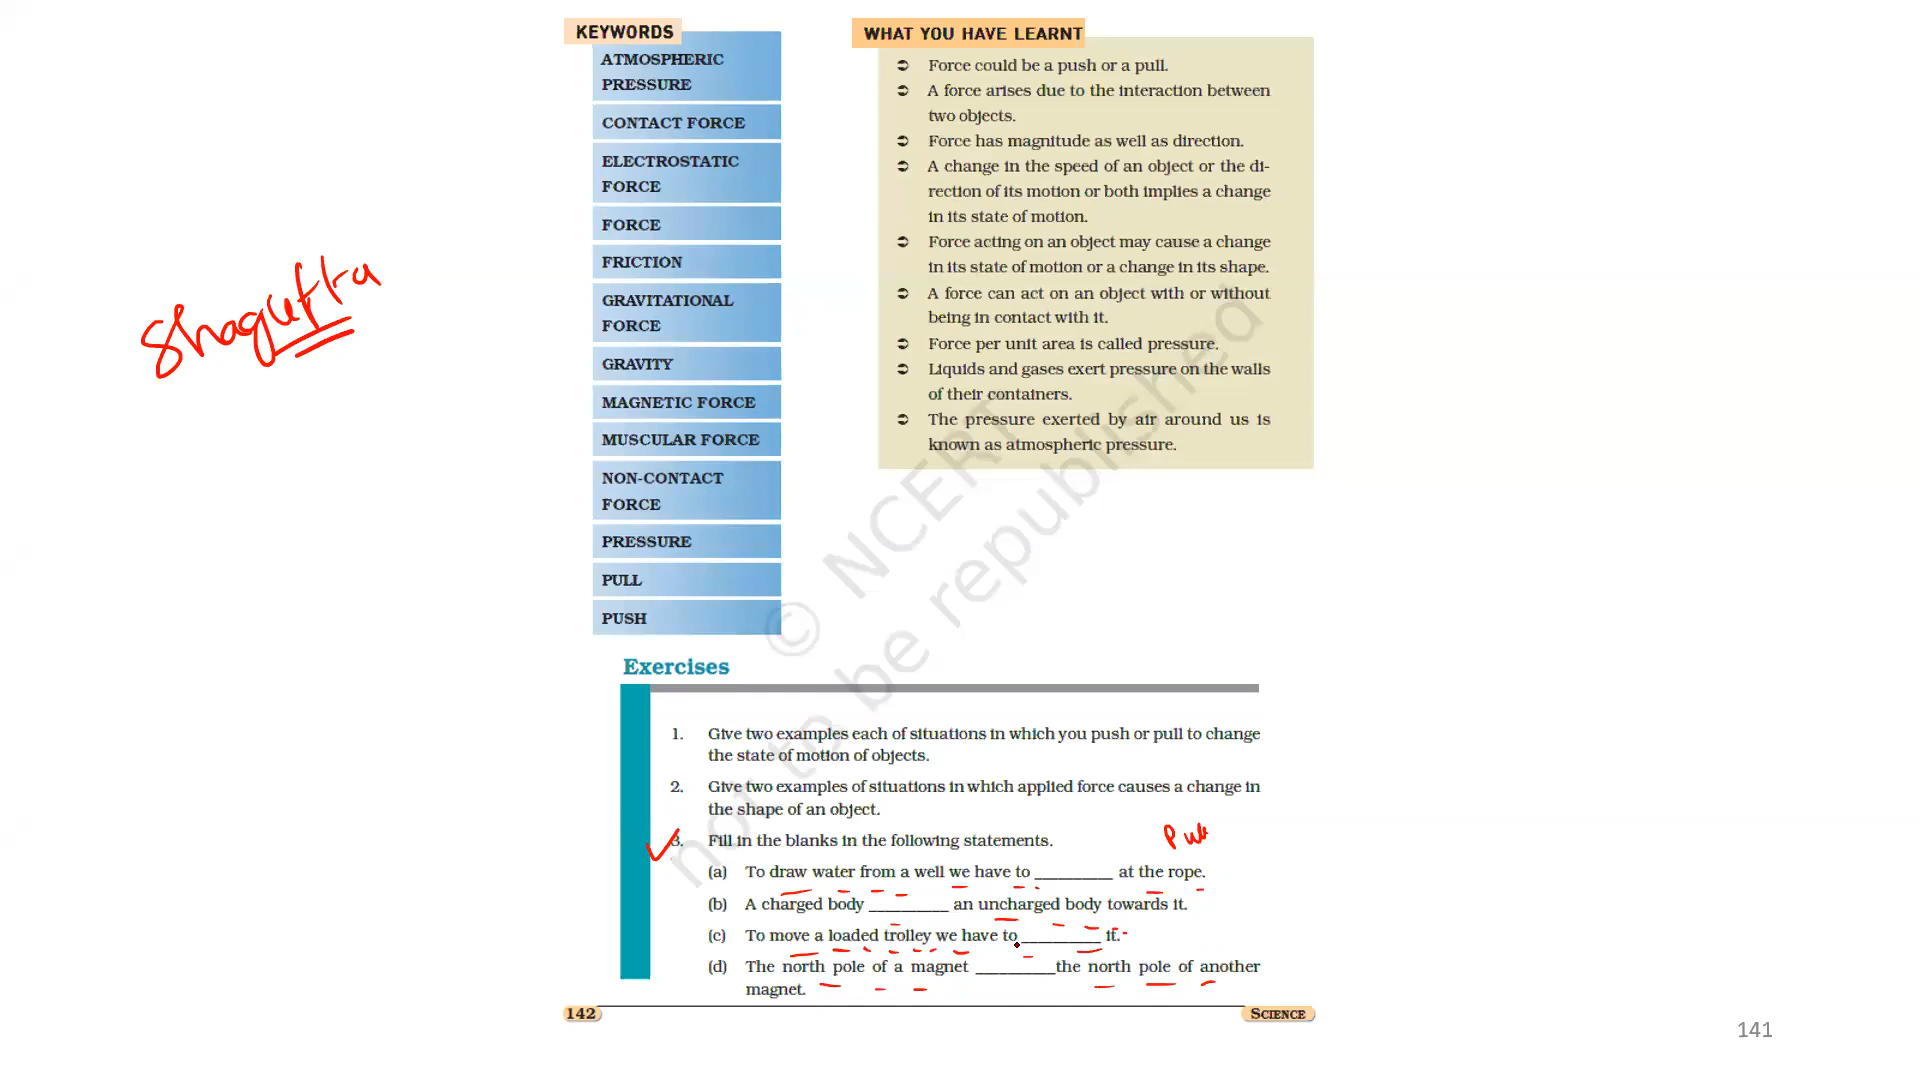 KEYWORDS
ATMOSPHERIC
PRESSURE
CONTACT FORCE
ELECTROSTATIC
FORCE
FORCE
FRICTION
GRAVITATIONAL
FORCE
GRAVITY
MAGNETIC FORCE
MUSCULAR FORCE
NON-CONTACT
FORCE
PRESSURE
PULL
PUSH
WHAT YOU HAVE LEARNT
Force could be a push or a pull.
A force arises due to the interaction between
two objects.
Force has magnitude as well as direction.
A change in the speed of an object or the di-
rection of its motion or both implies a change
in its state of motion.
Force acting on an object may cause a change
in its state of motion or a change in its shape.
A force can act on an object with or without
being in contact with it.
Force per unit area is called pressure.
Liquids and gases exert pressure on the walls
of their containers.
The pressure exerted by air around us is
known as atmospheric pressure.
Shagufta
© NCERT
not to be republished
Exercises
1. Give two examples each of situations in which you push or pull to change
the state of motion of objects.
2. Give two examples of situations in which applied force causes a change in
the shape of an object.
3. Fill in the blanks in the following statements.
(a) To draw water from a well we have to __________ at the rope.
(b) A charged body __________ an uncharged body towards it.
(c) To move a loaded trolley we have to __________ it.
(d) The north pole of a magnet __________the north pole of another
magnet.
142
SCIENCE
141